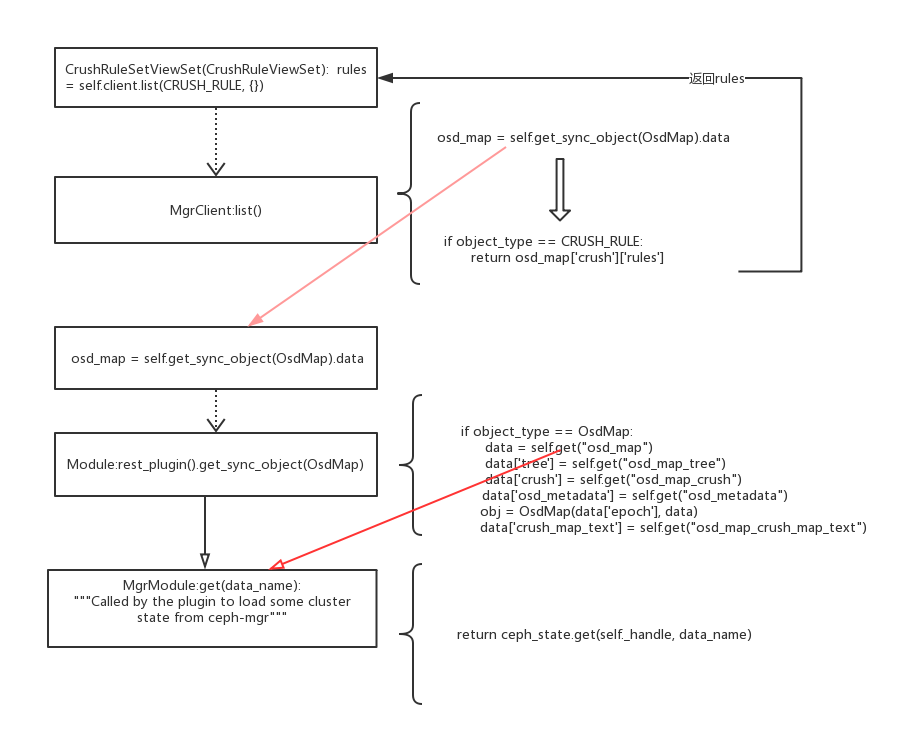 CrushRuleSetViewSet(CrushRuleViewSet):  rules
= self.client.list(CRUSH_RULE, {})
返回rules
osd_map = self.get_sync_object(OsdMap).data
MgrClient:list()
if object_type == CRUSH_RULE:
return osd_map['crush']['rules']
osd_map = self.get_sync_object(OsdMap).data
Module:rest_plugin().get_sync_object(OsdMap)
if object_type == OsdMap:
data = self.get("osd_map")
data['tree'] = self.get("osd_map_tree")
data['crush'] = self.get("osd_map_crush")
data['osd_metadata'] = self.get("osd_metadata")
obj = OsdMap(data['epoch'], data)
data['crush_map_text'] = self.get("osd_map_crush_map_text")
MgrModule:get(data_name):
"""Called by the plugin to load some cluster
state from ceph-mgr"""
return ceph_state.get(self._handle, data_name)